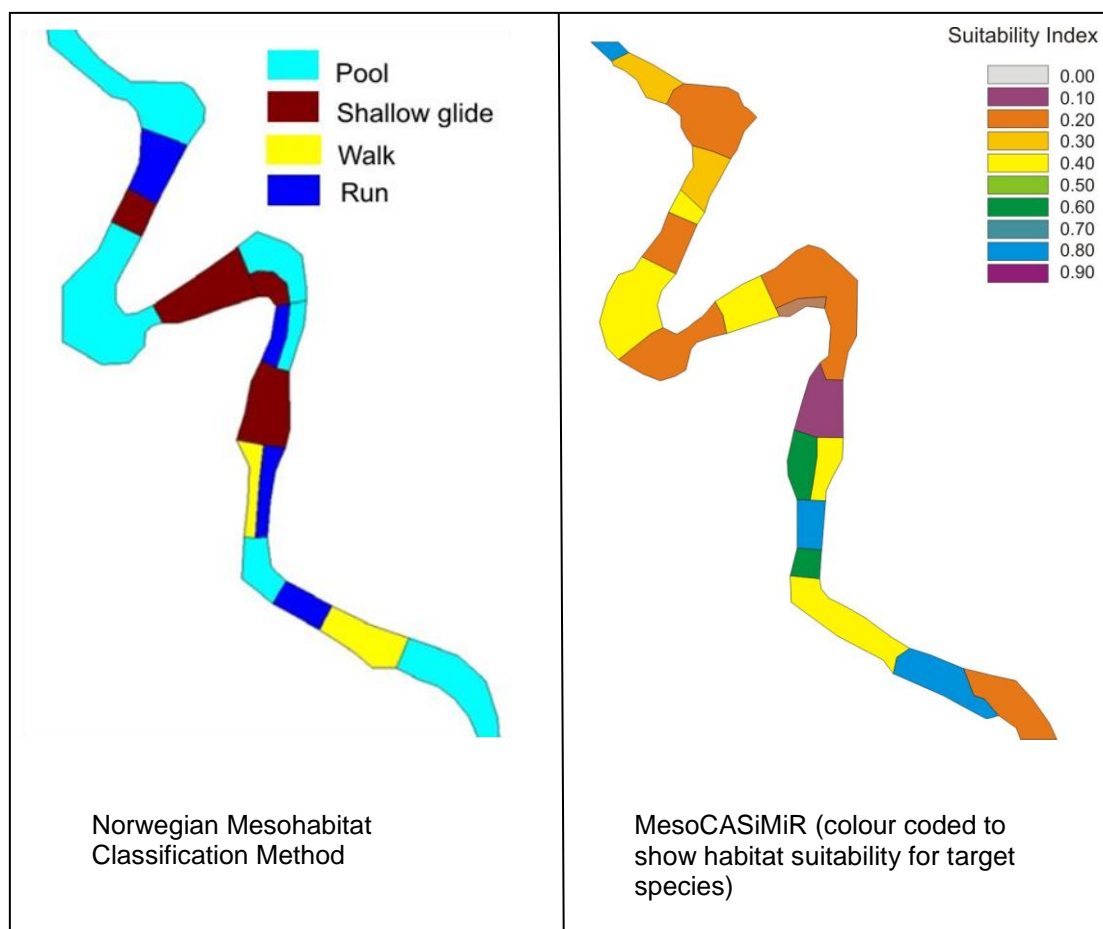 Pool
Shallow glide
Walk
Run
Norwegian Mesohabitat
Classification Method
Suitability Index
0.00
0.10
0.20
0.30
0.40
0.50
0.60
0.70
0.80
0.90
MesoCASiMiR (colour coded to
show habitat suitability for target
species)